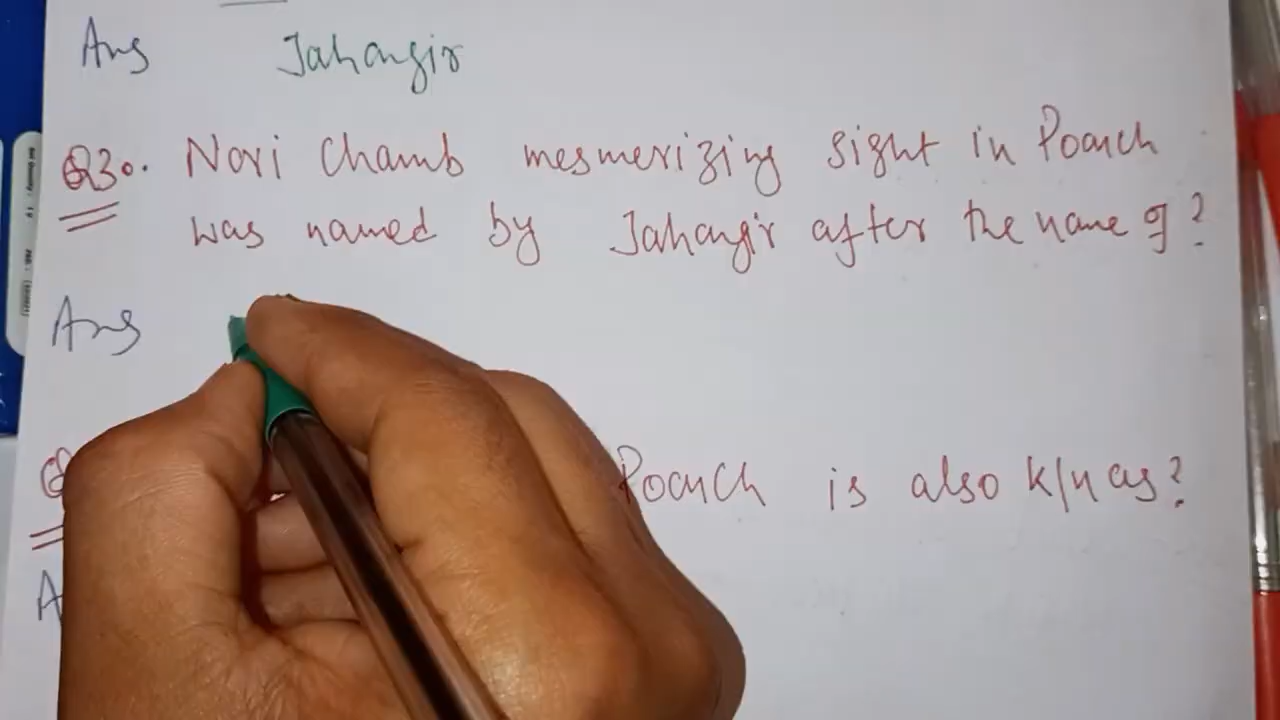 Ans Jahangir
Q30. Nori Chamb mesmerizing sight in Poonch
was named by Jahangir after the name of?
Ans
Poonch is also k/n as?